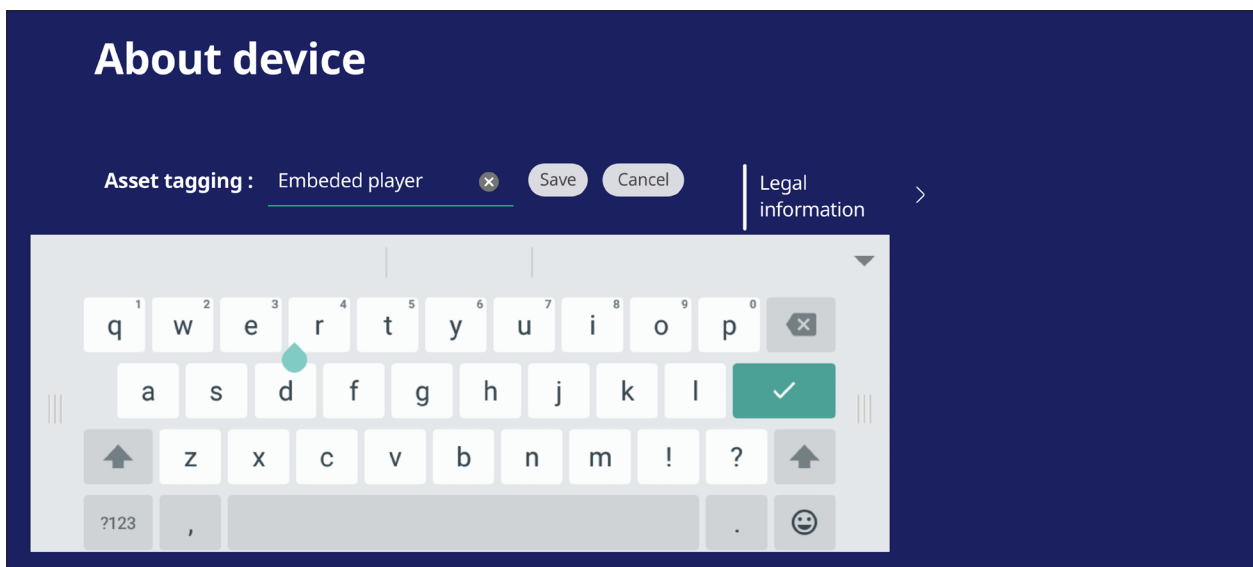 About device
Asset tagging : Embeded player Save Cancel
Legal
information
1 2 3 4 5 6 7 8 9 0
q w e r t y u i o p
a s d f g h j k l
z x c v b n m ! ?
?123 , .